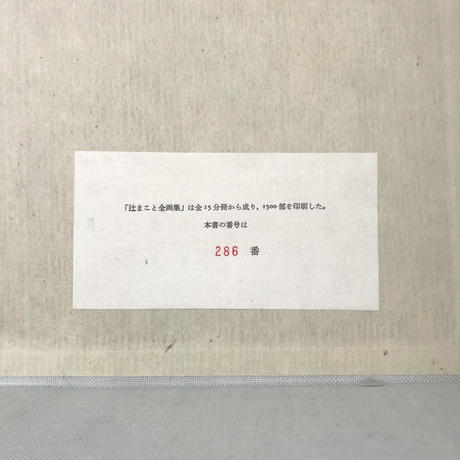 「辻まこと全画集」は全15分冊から成り，1500部を印刷した。
本書の番号は
286 番